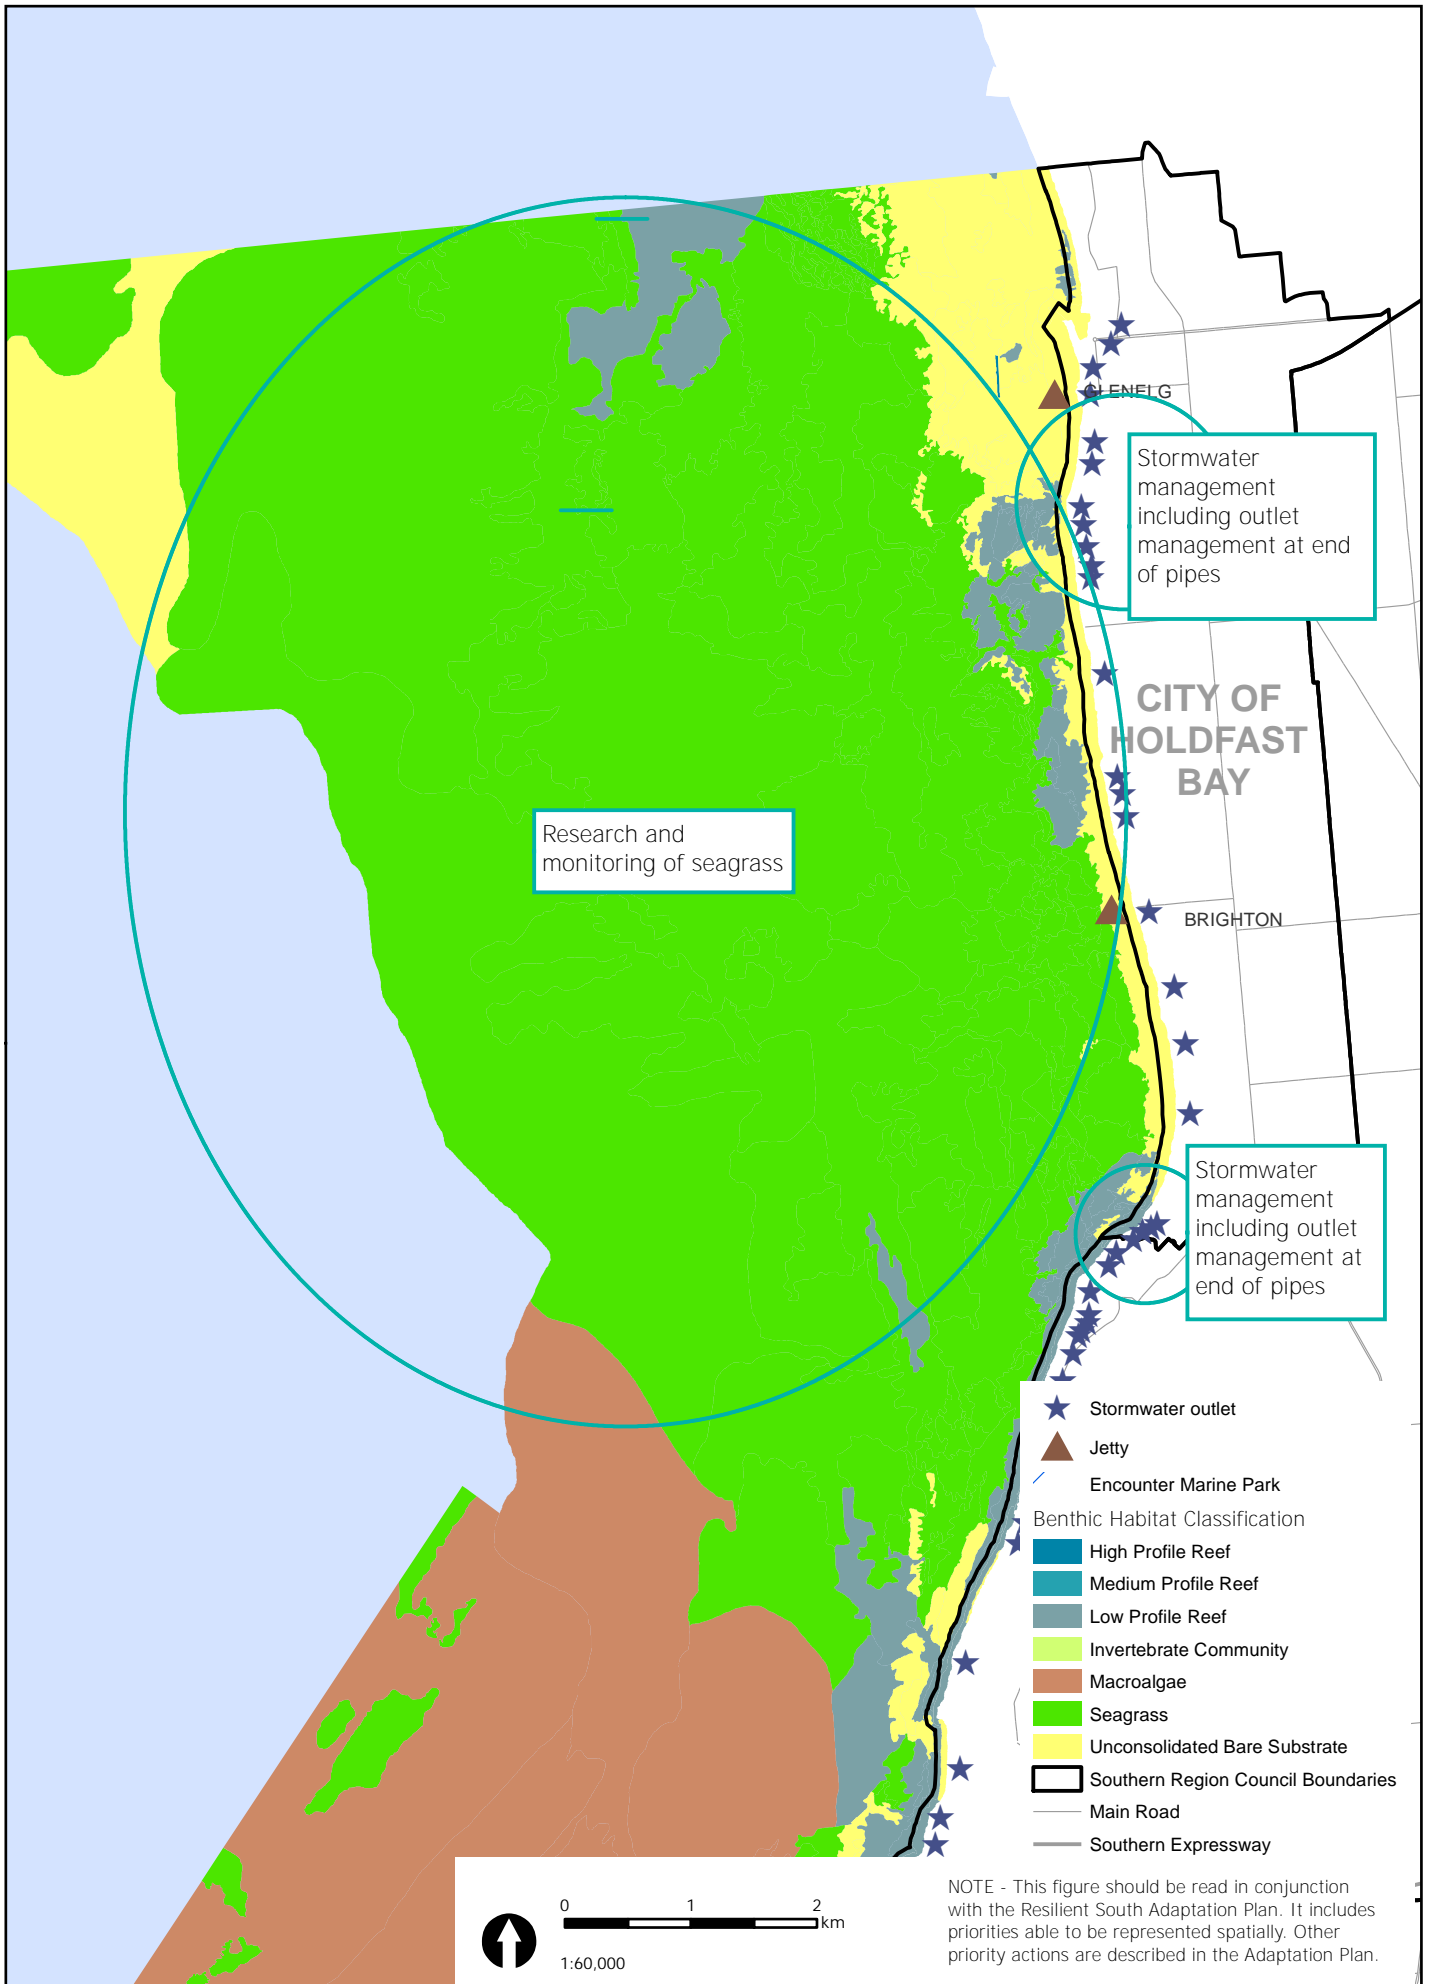 GLENELG
Stormwater
management
including outlet
management at end
of pipes
CITY OF
HOLDFAST
BAY
Research and
monitoring of seagrass
BRIGHTON
Stormwater
management
including outlet
management at
end of pipes
Stormwater outlet
Jetty
Encounter Marine Park
Benthic Habitat Classification
High Profile Reef
Medium Profile Reef
Low Profile Reef
Invertebrate Community
Macroalgae
Seagrass
Unconsolidated Bare Substrate
Southern Region Council Boundaries
Main Road
Southern Expressway
0 1 2
km
1:60,000
NOTE - This figure should be read in conjunction
with the Resilient South Adaptation Plan. It includes
priorities able to be represented spatially. Other
priority actions are described in the Adaptation Plan.